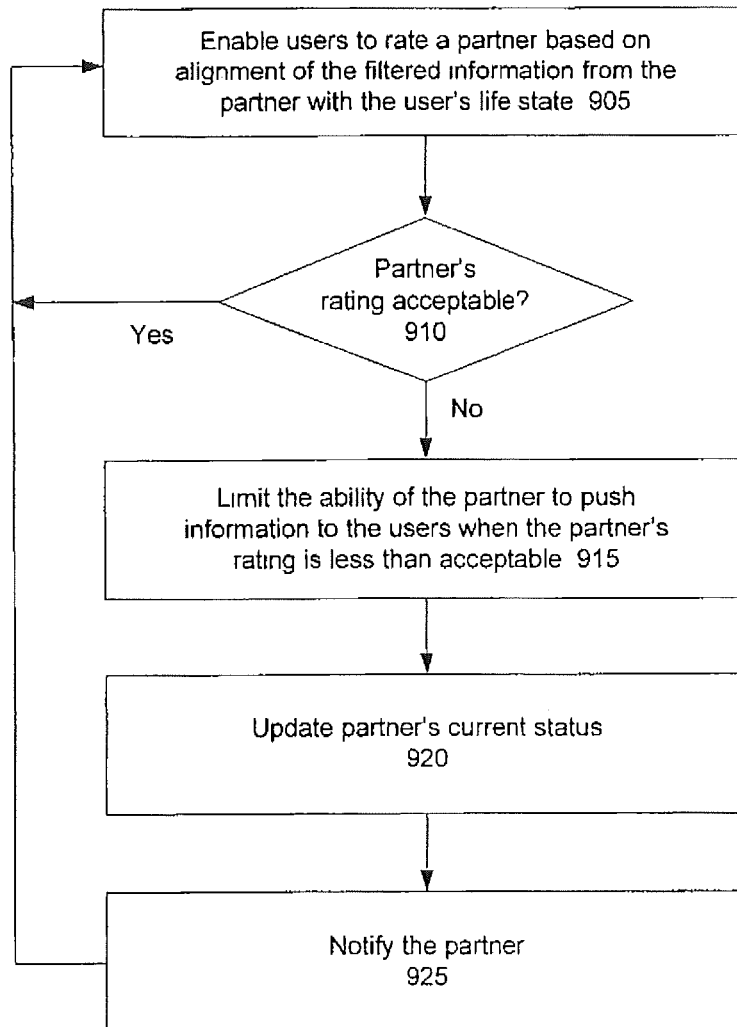 Enable users to rate a partner based on
alignment of the filtered information from the
partner with the user's life state 905
Partner's
rating acceptable?
910
Yes
No
Limit the ability of the partner to push
information to the users when the partner's
rating is less than acceptable 915
Update partner's current status
920
Notify the partner
925